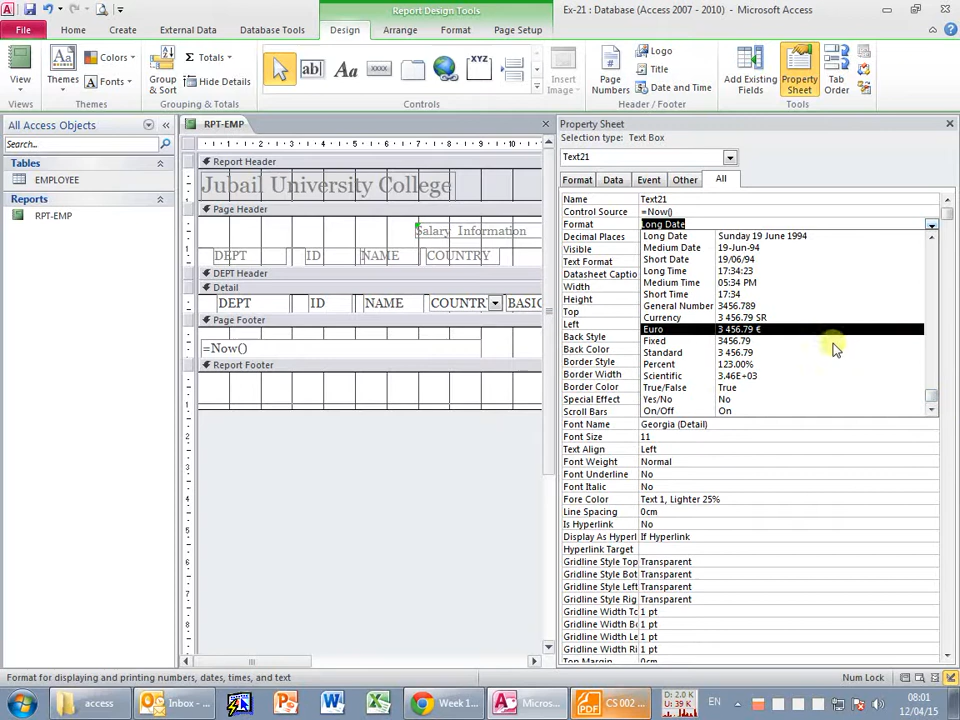 Report Design Tools
Ex-21 : Database (Access 2007 - 2010) - Microsoft Access
File
Home
Create
External Data
Database Tools
Design
Arrange
Format
Page Setup
View
Themes
Colors
Fonts
Group & Sort
Totals
Hide Details
Insert Image
Page Numbers
Logo
Title
Date and Time
Add Existing Fields
Property Sheet
Tab Order
Views
Themes
Grouping & Totals
Controls
Header / Footer
Tools
All Access Objects
Search...
Tables
EMPLOYEE
Reports
RPT-EMP
RPT-EMP
Report Header
Jubail University College
Page Header
Salary Information
DEPT ID NAME COUNTRY
DEPT Header
Detail
DEPT ID NAME COUNTR BASIC
Page Footer
=Now()
Report Footer
Property Sheet
Selection type: Text Box
Text21
Format Data Event Other All
Name Text21
Control Source =Now()
Format Long Date
Decimal Places Long Date Sunday 19 June 1994
Visible Medium Date 19-Jun-94
Text Format Short Date 19/06/94
Datasheet Captio Long Time 17:34:23
Width Medium Time 05:34 PM
Height Short Time 17:34
Top General Number 3456.789
Left Currency 3 456.79 SR
Back Style Euro 3 456.79 €
Back Color Fixed 3456.79
Border Style Standard 3 456.79
Border Width Percent 123.00%
Border Color Scientific 3.46E+03
Special Effect True/False True
Scroll Bars Yes/No No
On/Off On
Font Name Georgia (Detail)
Font Size 11
Text Align Left
Font Weight Normal
Font Underline No
Font Italic No
Fore Color Text 1, Lighter 25%
Line Spacing 0cm
Is Hyperlink No
Display As Hyperl If Hyperlink
Hyperlink Target
Gridline Style Top Transparent
Gridline Style Bot Transparent
Gridline Style Left Transparent
Gridline Style Rig Transparent
Gridline Width To 1 pt
Gridline Width Bo 1 pt
Gridline Width Le 1 pt
Gridline Width Ri 1 pt
Top Margin 0cm
Format for displaying and printing numbers, dates, times, and text
Num Lock
access
Inbox - ...
Week 1...
Micros...
CS 002 ...
D: 2.0 K
U: 39 K
EN
08:01
12/04/15